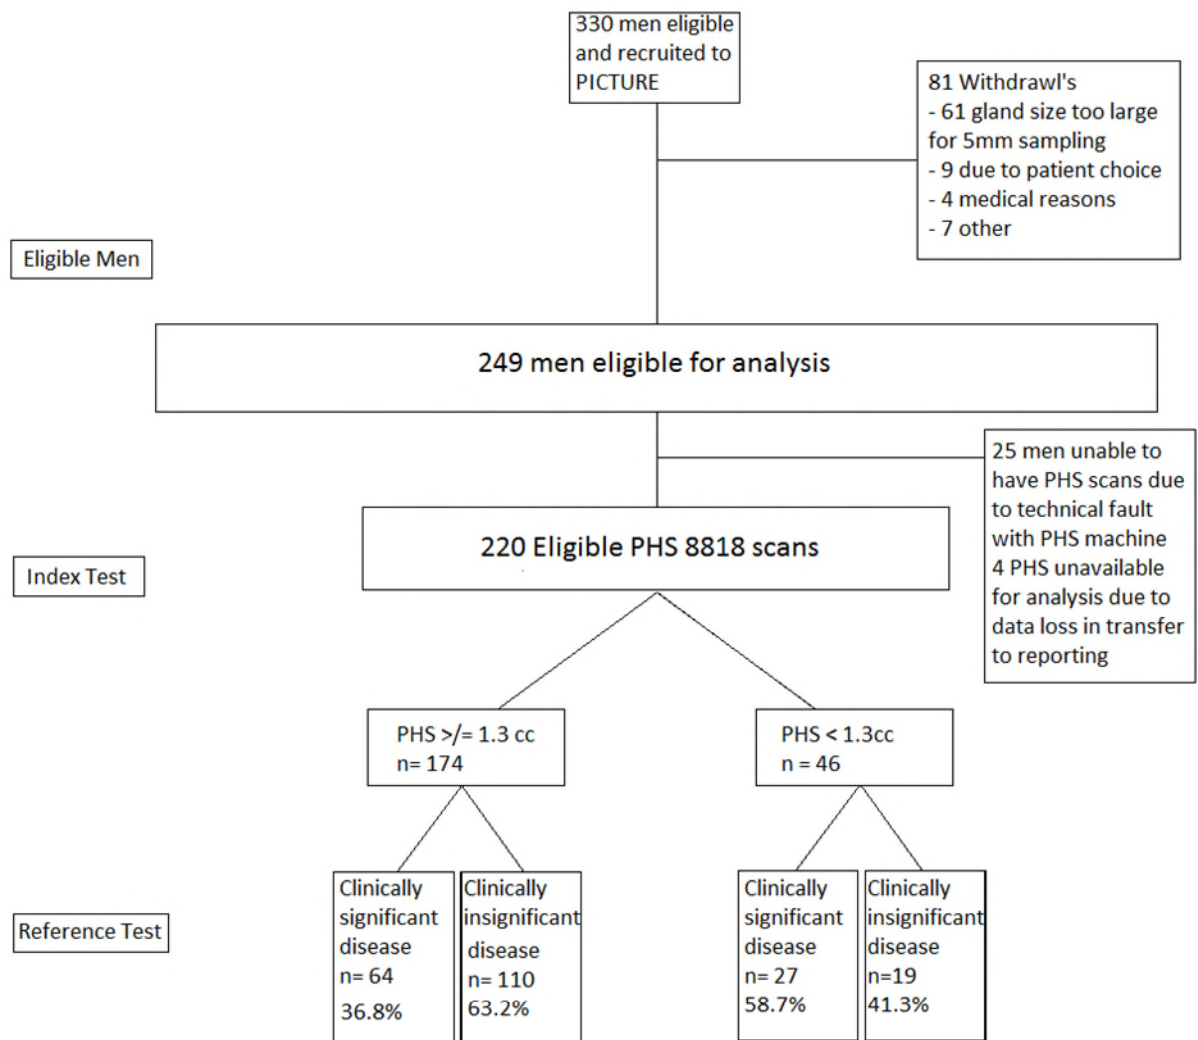 330 men eligible
and recruited to
PICTURE
81 Withdrawl's
- 61 gland size too large
for 5mm sampling
- 9 due to patient choice
- 4 medical reasons
- 7 other
Eligible Men
249 men eligible for analysis
25 men unable to
have PHS scans due
to technical fault
with PHS machine
4 PHS unavailable
for analysis due to
data loss in transfer
to reporting
220 Eligible PHS 8818 scans
Index Test
PHS >/= 1.3 cc
n= 174
PHS < 1.3cc
n = 46
Reference Test
Clinically
significant
disease
n= 64
36.8%
Clinically
insignificant
disease
n= 110
63.2%
Clinically
significant
disease
n= 27
58.7%
Clinically
insignificant
disease
n=19
41.3%